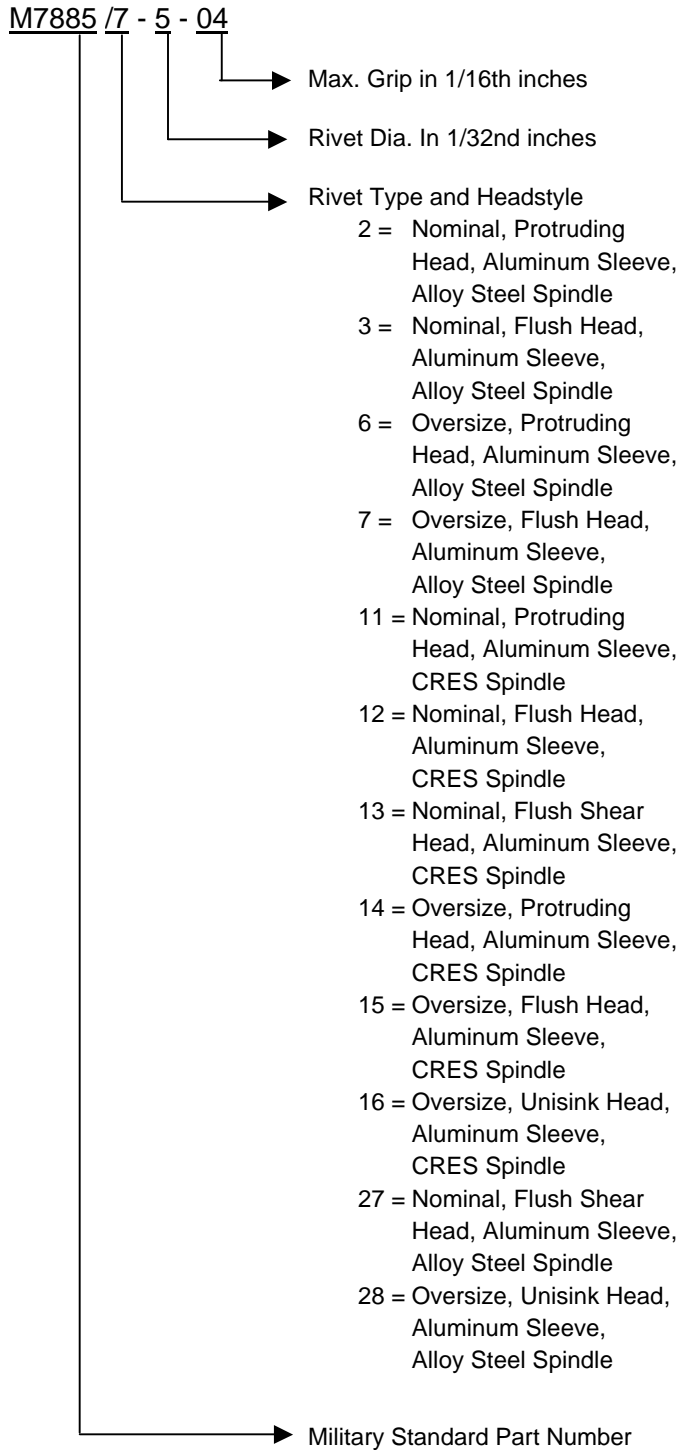 M7885 /7 - 5 - 04
Max. Grip in 1/16th inches
Rivet Dia. In 1/32nd inches
Rivet Type and Headstyle
2 = Nominal, Protruding
Head, Aluminum Sleeve,
Alloy Steel Spindle
3 = Nominal, Flush Head,
Aluminum Sleeve,
Alloy Steel Spindle
6 = Oversize, Protruding
Head, Aluminum Sleeve,
Alloy Steel Spindle
7 = Oversize, Flush Head,
Aluminum Sleeve,
Alloy Steel Spindle
11 = Nominal, Protruding
Head, Aluminum Sleeve,
CRES Spindle
12 = Nominal, Flush Head,
Aluminum Sleeve,
CRES Spindle
13 = Nominal, Flush Shear
Head, Aluminum Sleeve,
CRES Spindle
14 = Oversize, Protruding
Head, Aluminum Sleeve,
CRES Spindle
15 = Oversize, Flush Head,
Aluminum Sleeve,
CRES Spindle
16 = Oversize, Unisink Head,
Aluminum Sleeve,
CRES Spindle
27 = Nominal, Flush Shear
Head, Aluminum Sleeve,
Alloy Steel Spindle
28 = Oversize, Unisink Head,
Aluminum Sleeve,
Alloy Steel Spindle
Military Standard Part Number